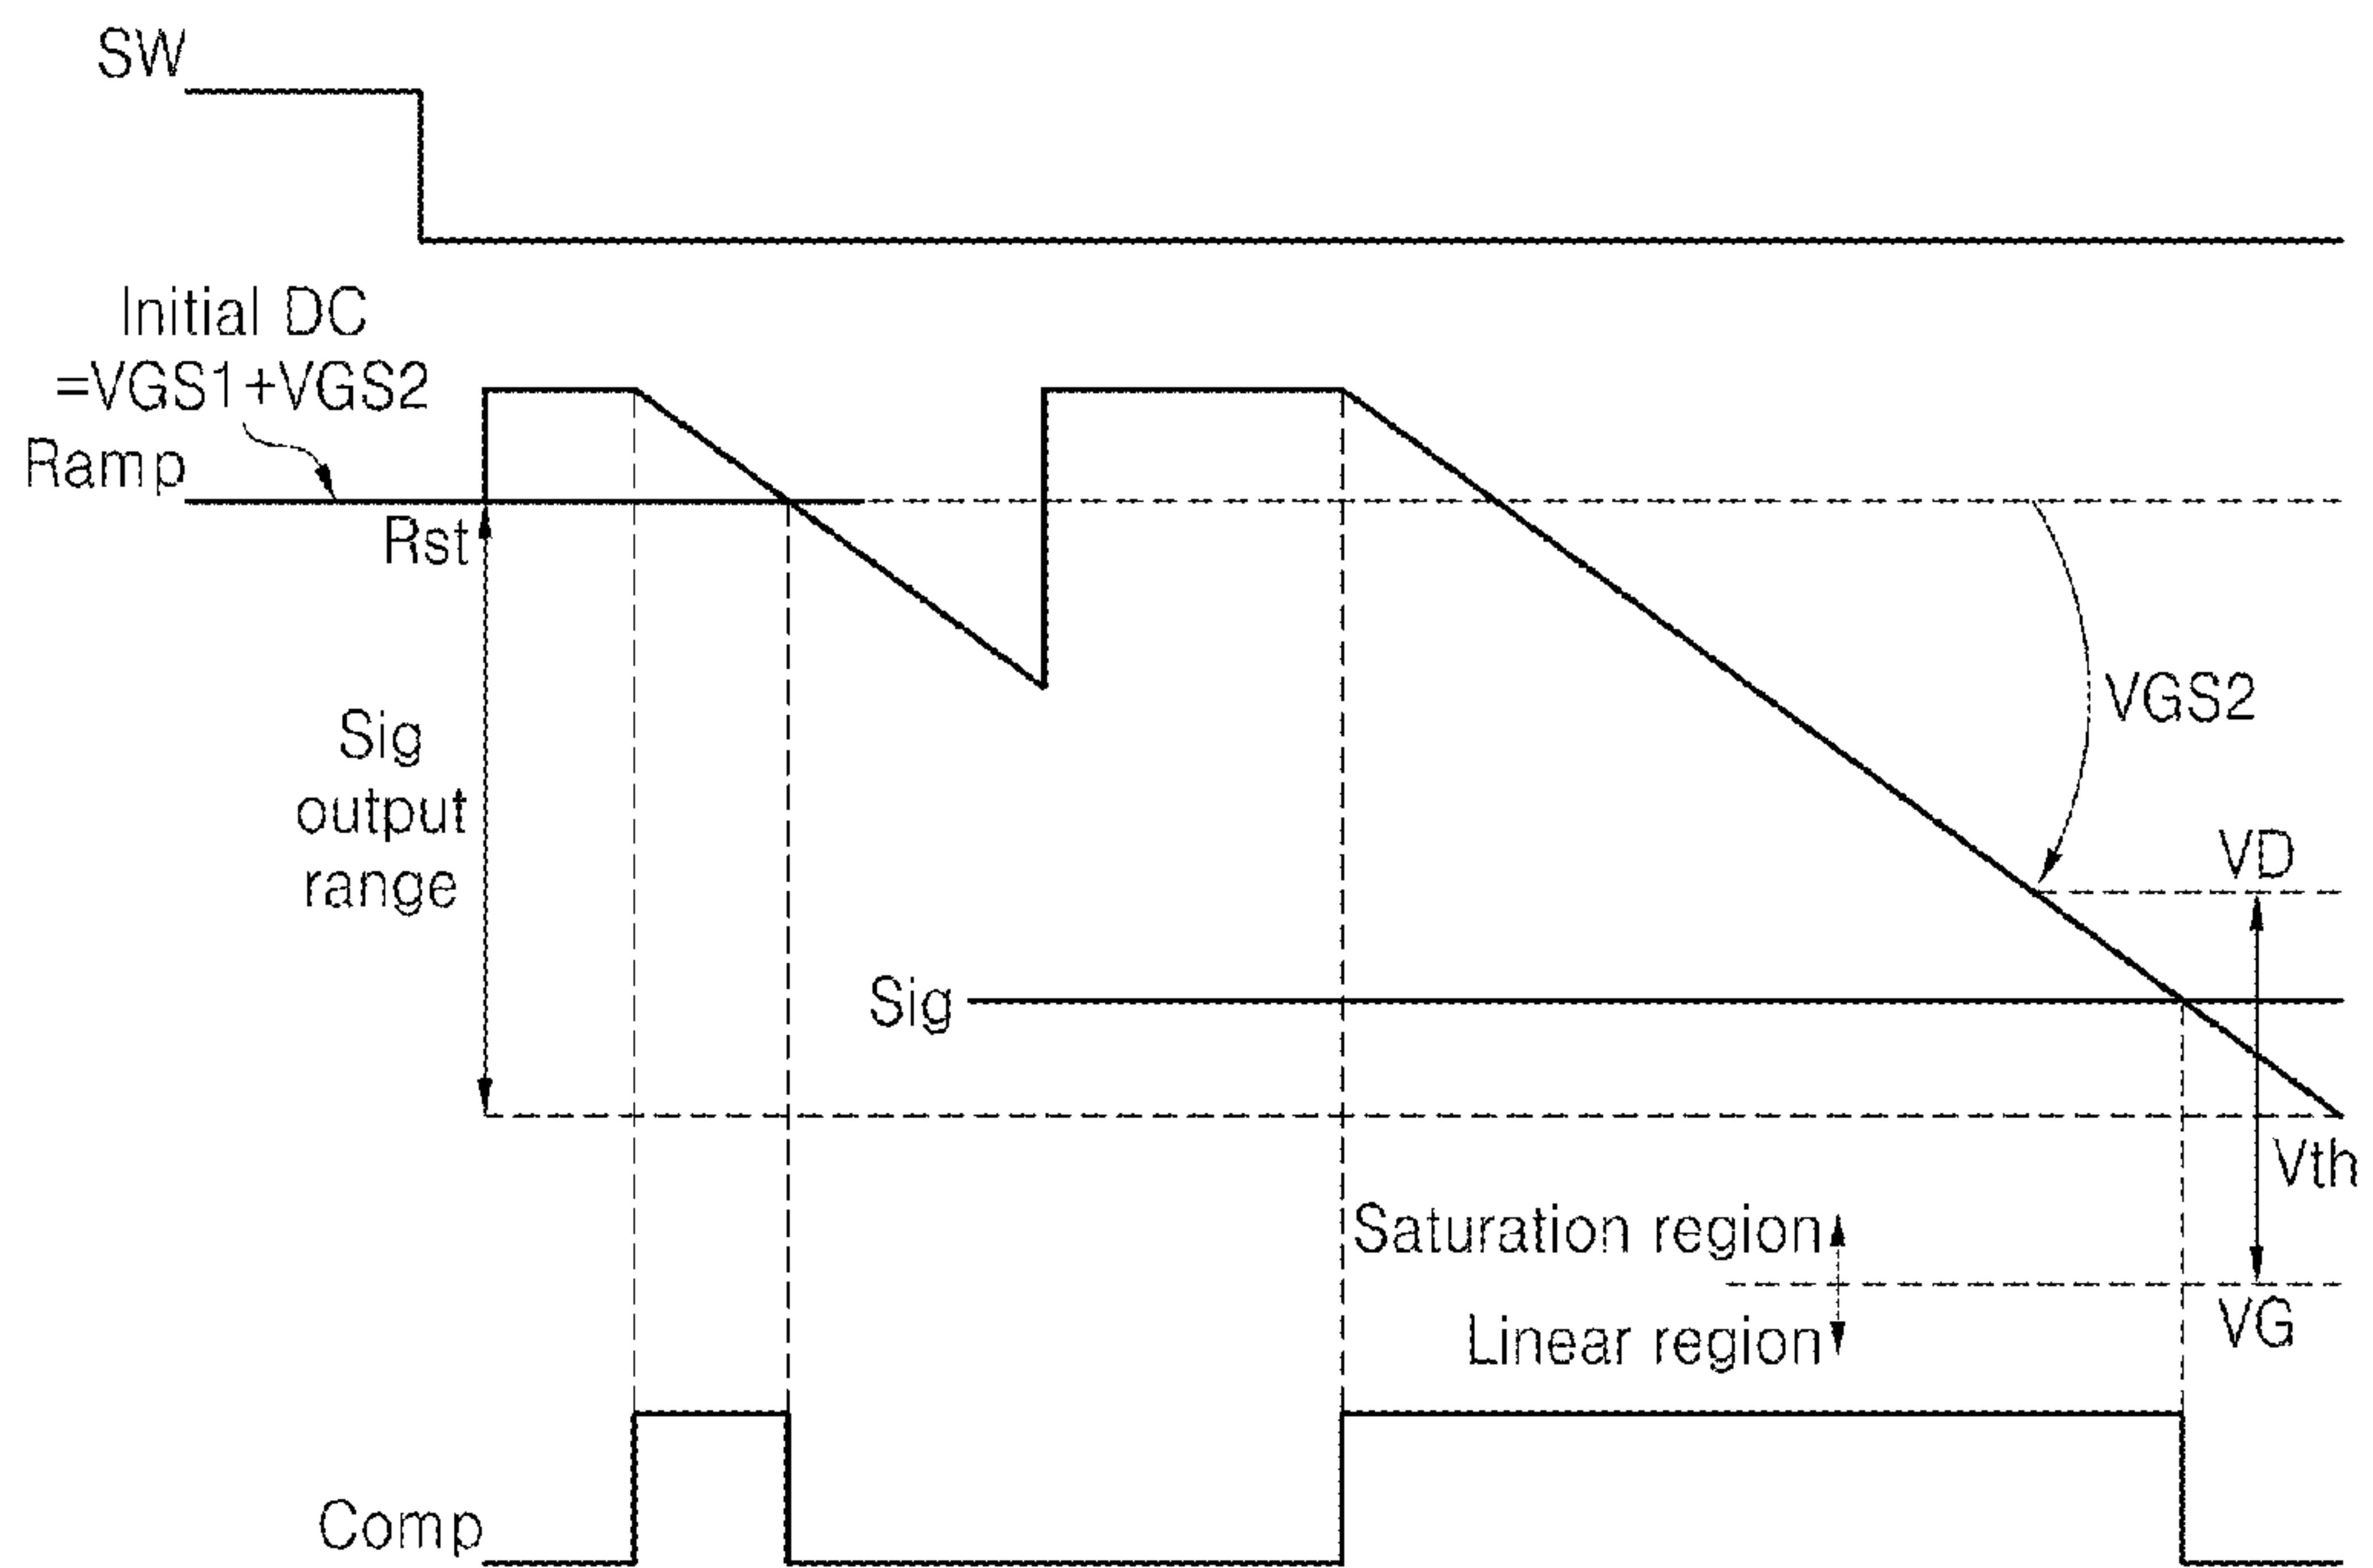 SW
Initial DC
=VGS1+VGS2
Ramp
Rst
Sig
output
range
VGS2
VD
Sig
Vth
Saturation region
Linear region
VG
Comp